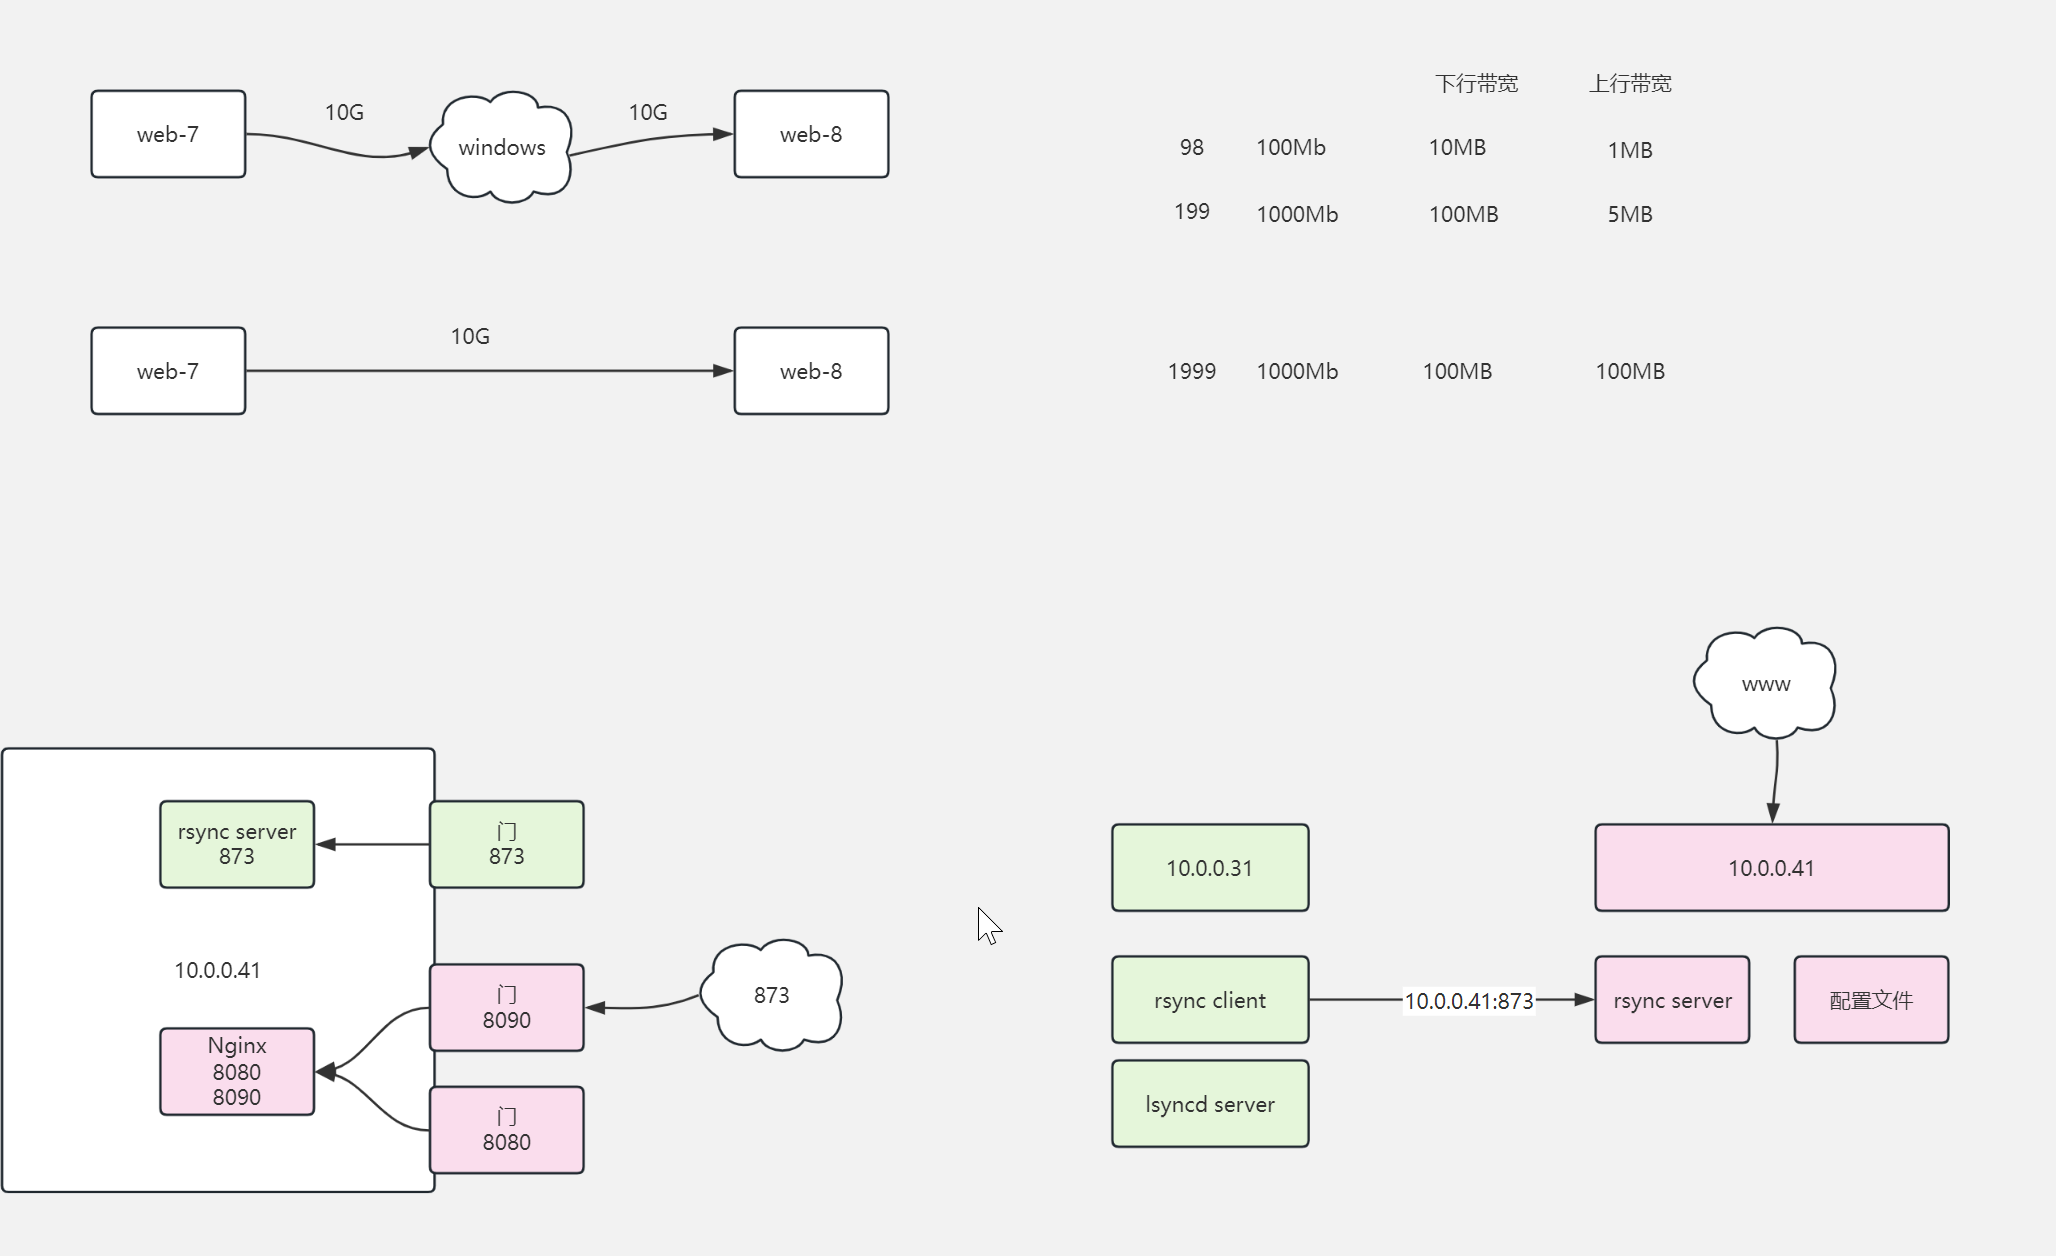 10G
10G
web-7
windows
web-8
10G
web-7
web-8
下行带宽
上行带宽
98
100Mb
10MB
1MB
199
1000Mb
100MB
5MB
1999
1000Mb
100MB
100MB
rsync server
873
门
873
10.0.0.41
门
8090
873
Nginx
8080
8090
门
8080
www
10.0.0.31
10.0.0.41
rsync client
10.0.0.41:873
rsync server
配置文件
lsyncd server